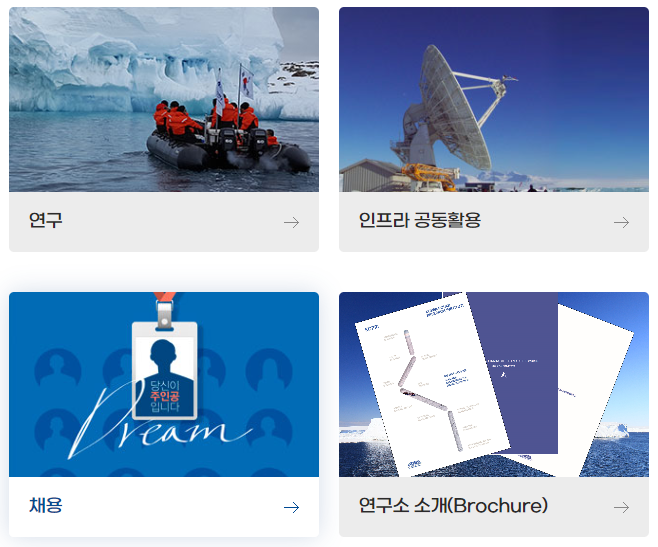 연구
인프라 공동활용
당신이
주인공
입니다
Dream
채용
연구소 소개(Brochure)